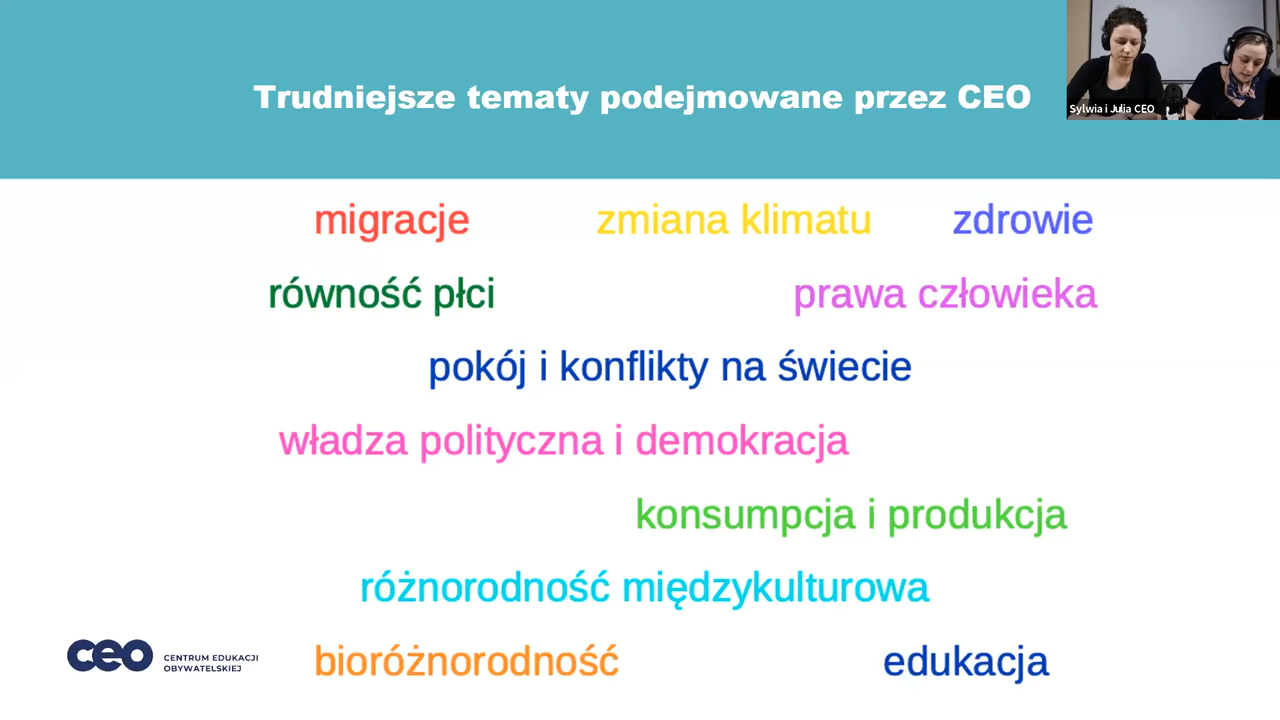 Trudniejsze tematy podejmowane przez CEO
Sylwia i Julia CEO
migracje zmiana klimatu zdrowie
równość płci prawa człowieka
pokój i konflikty na świecie
władza polityczna i demokracja
konsumpcja i produkcja
różnorodność międzykulturowa
bioróżnorodność edukacja
ceo CENTRUM EDUKACJI
OBYWATELSKIEJ